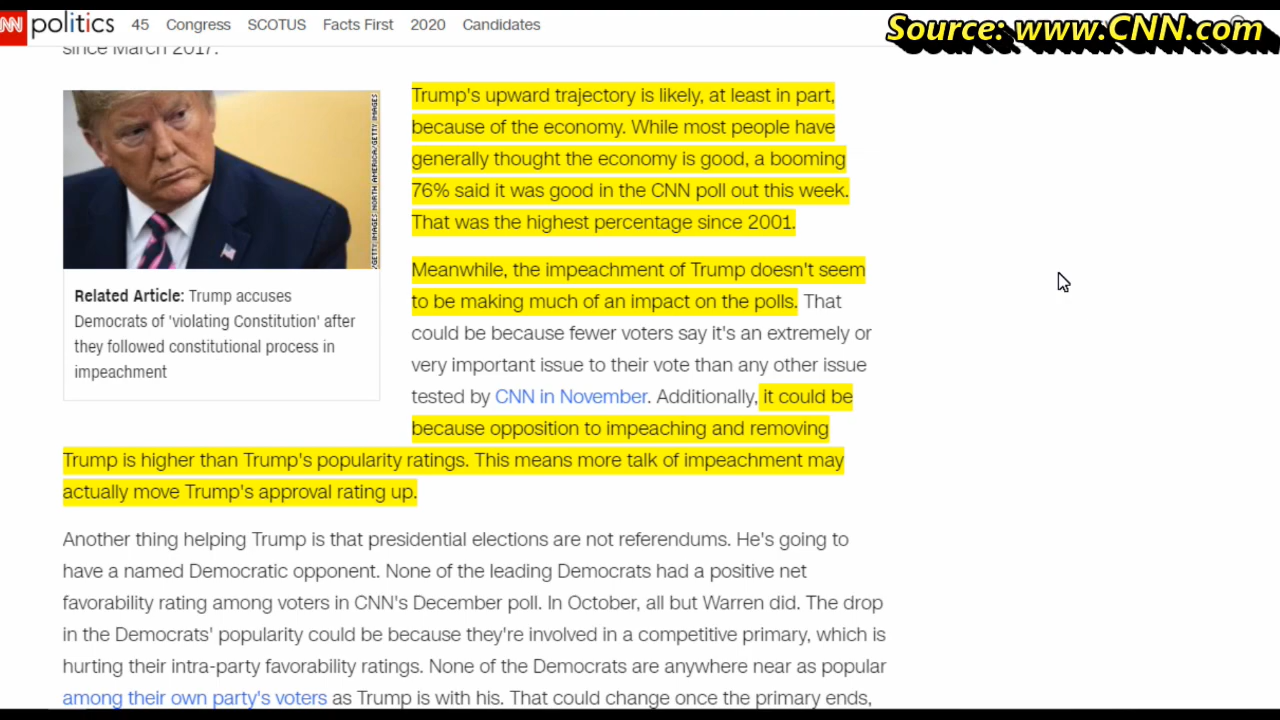 CNN politics 45 Congress SCOTUS Facts First 2020 Candidates
Source: www.CNN.com
since March 2017.
/GETTY IMAGES NORTH AMERICA/GETTY IMAGES
Related Article: Trump accuses
Democrats of 'violating Constitution' after
they followed constitutional process in
impeachment
Trump's upward trajectory is likely, at least in part,
because of the economy. While most people have
generally thought the economy is good, a booming
76% said it was good in the CNN poll out this week.
That was the highest percentage since 2001.
Meanwhile, the impeachment of Trump doesn't seem
to be making much of an impact on the polls. That
could be because fewer voters say it's an extremely or
very important issue to their vote than any other issue
tested by CNN in November. Additionally, it could be
because opposition to impeaching and removing
Trump is higher than Trump's popularity ratings. This means more talk of impeachment may
actually move Trump's approval rating up.
Another thing helping Trump is that presidential elections are not referendums. He's going to
have a named Democratic opponent. None of the leading Democrats had a positive net
favorability rating among voters in CNN's December poll. In October, all but Warren did. The drop
in the Democrats' popularity could be because they're involved in a competitive primary, which is
hurting their intra-party favorability ratings. None of the Democrats are anywhere near as popular
among their own party's voters as Trump is with his. That could change once the primary ends,